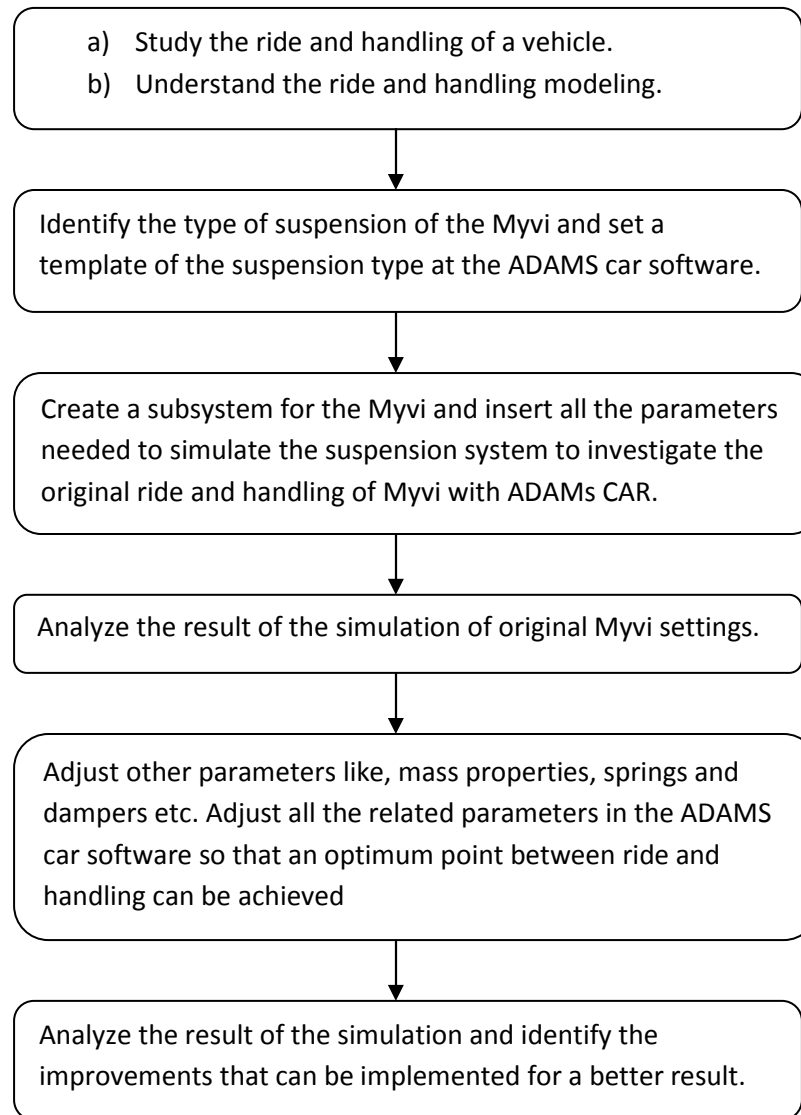 a) Study the ride and handling of a vehicle.
b) Understand the ride and handling modeling.
Identify the type of suspension of the Myvi and set a
template of the suspension type at the ADAMS car software.
Create a subsystem for the Myvi and insert all the parameters
needed to simulate the suspension system to investigate the
original ride and handling of Myvi with ADAMs CAR.
Analyze the result of the simulation of original Myvi settings.
Adjust other parameters like, mass properties, springs and
dampers etc. Adjust all the related parameters in the ADAMS
car software so that an optimum point between ride and
handling can be achieved
Analyze the result of the simulation and identify the
improvements that can be implemented for a better result.